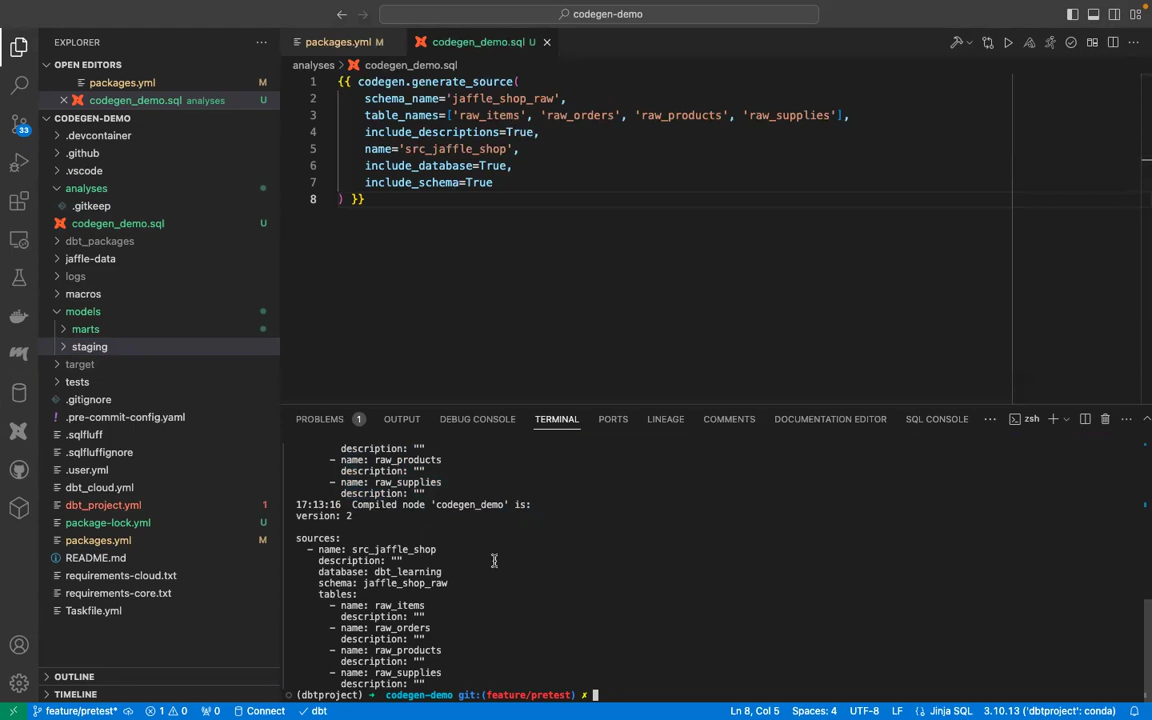 codegen-demo
EXPLORER
OPEN EDITORS
packages.yml M
codegen_demo.sql analyses U
CODEGEN-DEMO
.devcontainer
.github
.vscode
analyses
.gitkeep
codegen_demo.sql U
dbt_packages
jaffle-data
logs
macros
models
marts
staging
target
tests
.gitignore
.pre-commit-config.yaml
.sqlfluff
.sqlfluffignore
.user.yml
dbt_cloud.yml
dbt_project.yml 1
package-lock.yml U
packages.yml M
README.md
requirements-cloud.txt
requirements-core.txt
Taskfile.yml
OUTLINE
TIMELINE
33
packages.yml M codegen_demo.sql U
analyses > codegen_demo.sql
1 {{ codegen.generate_source(
2 schema_name='jaffle_shop_raw',
3 table_names=['raw_items', 'raw_orders', 'raw_products', 'raw_supplies'],
4 include_descriptions=True,
5 name='src_jaffle_shop',
6 include_database=True,
7 include_schema=True
8 ) }}
PROBLEMS 1 OUTPUT DEBUG CONSOLE TERMINAL PORTS LINEAGE COMMENTS DOCUMENTATION EDITOR SQL CONSOLE zsh
description: ""
- name: raw_products
description: ""
- name: raw_supplies
description: ""
17:13:16 Compiled node 'codegen_demo' is:
version: 2
sources:
- name: src_jaffle_shop
description: ""
database: dbt_learning
schema: jaffle_shop_raw
tables:
- name: raw_items
description: ""
- name: raw_orders
description: ""
- name: raw_products
description: ""
- name: raw_supplies
description: ""
(dbtproject) → codegen-demo git:(feature/pretest) ✗
feature/pretest* 1 0 0 Connect dbt Ln 8, Col 5 Spaces: 4 UTF-8 LF Jinja SQL 3.10.13 ('dbtproject': conda)